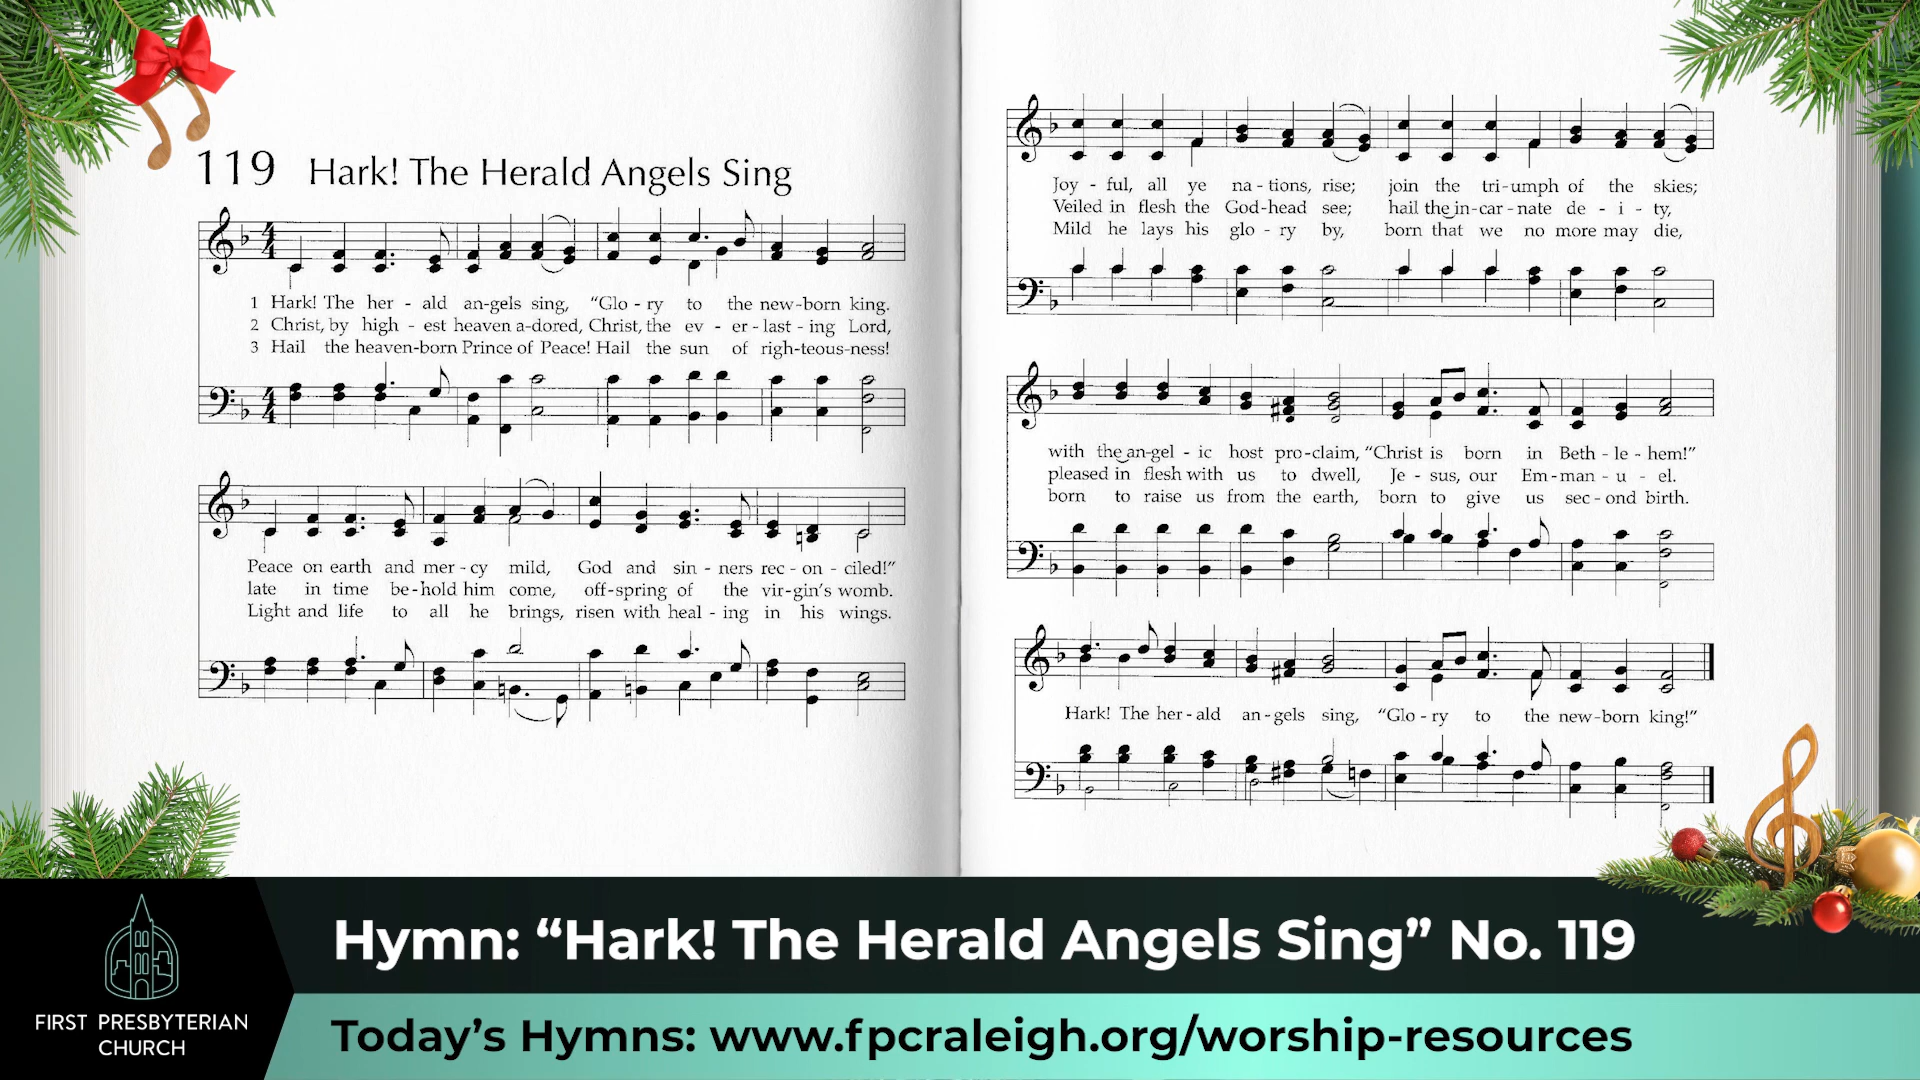 119 Hark! The Herald Angels Sing
1 Hark! The her - ald an-gels sing, “Glo - ry to the new-born king.
2 Christ, by high - est heaven a-dored, Christ, the ev - er - last - ing Lord,
3 Hail the heaven-born Prince of Peace! Hail the sun of righ-teous-ness!
Peace on earth and mer - cy mild, God and sin - ners rec - on - ciled!”
late in time be - hold him come, off-spring of the vir-gin’s womb.
Light and life to all he brings, risen with heal - ing in his wings.
Joy - ful, all ye na - tions, rise; join the tri-umph of the skies;
Veiled in flesh the God-head see; hail the in-car-nate de - i - ty,
Mild he lays his glo - ry by, born that we no more may die,
with the an-gel - ic host pro-claim, “Christ is born in Beth - le - hem!”
pleased in flesh with us to dwell, Je - sus, our Em-man - u - el.
born to raise us from the earth, born to give us sec - ond birth.
Hark! The her - ald an - gels sing, “Glo - ry to the new-born king!”
Hymn: “Hark! The Herald Angels Sing” No. 119
FIRST PRESBYTERIAN
CHURCH
Today’s Hymns: www.fpcraleigh.org/worship-resources